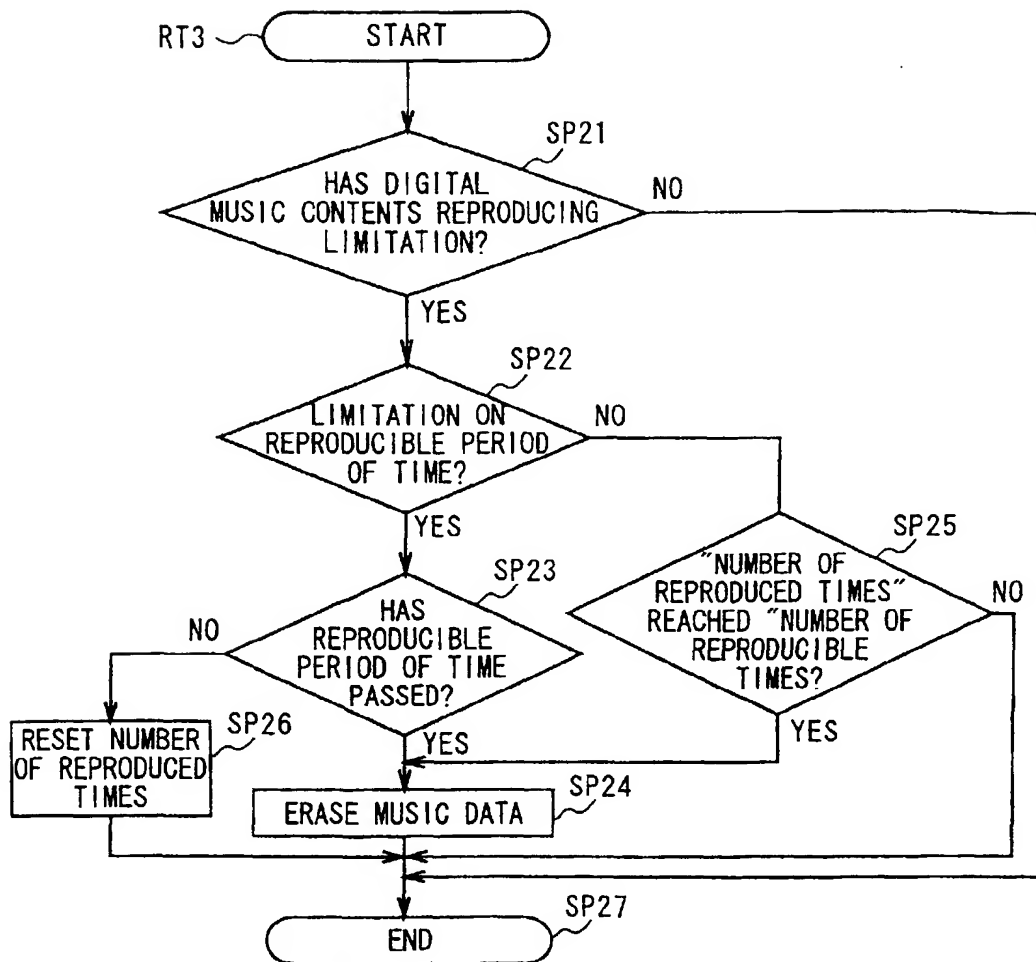 RT3
START
SP21
HAS DIGITAL
MUSIC CONTENTS REPRODUCING
LIMITATION?
NO
YES
SP22
LIMITATION ON
REPRODUCIBLE PERIOD
OF TIME?
NO
YES
SP25
"NUMBER OF
REPRODUCED TIMES"
REACHED "NUMBER OF
REPRODUCIBLE
TIMES?
NO
YES
SP23
HAS
REPRODUCIBLE
PERIOD OF TIME
PASSED?
NO
YES
SP26
RESET NUMBER
OF REPRODUCED
TIMES
SP24
ERASE MUSIC DATA
SP27
END